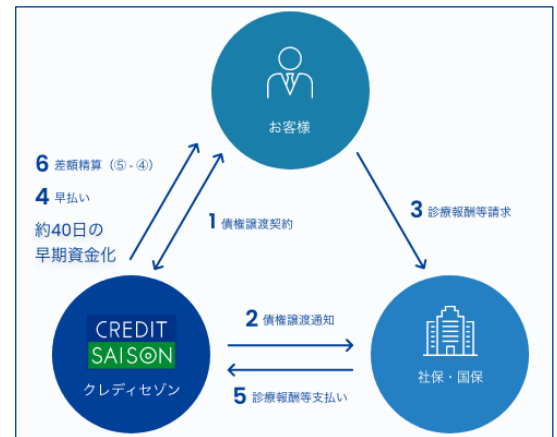 お客様
6 差額精算（⑤-④）
4 早払い
約40日の
早期資金化
1 債権譲渡契約
3 診療報酬等請求
CREDIT
SAISON
クレディセゾン
2 債権譲渡通知
5 診療報酬等支払い
社保・国保